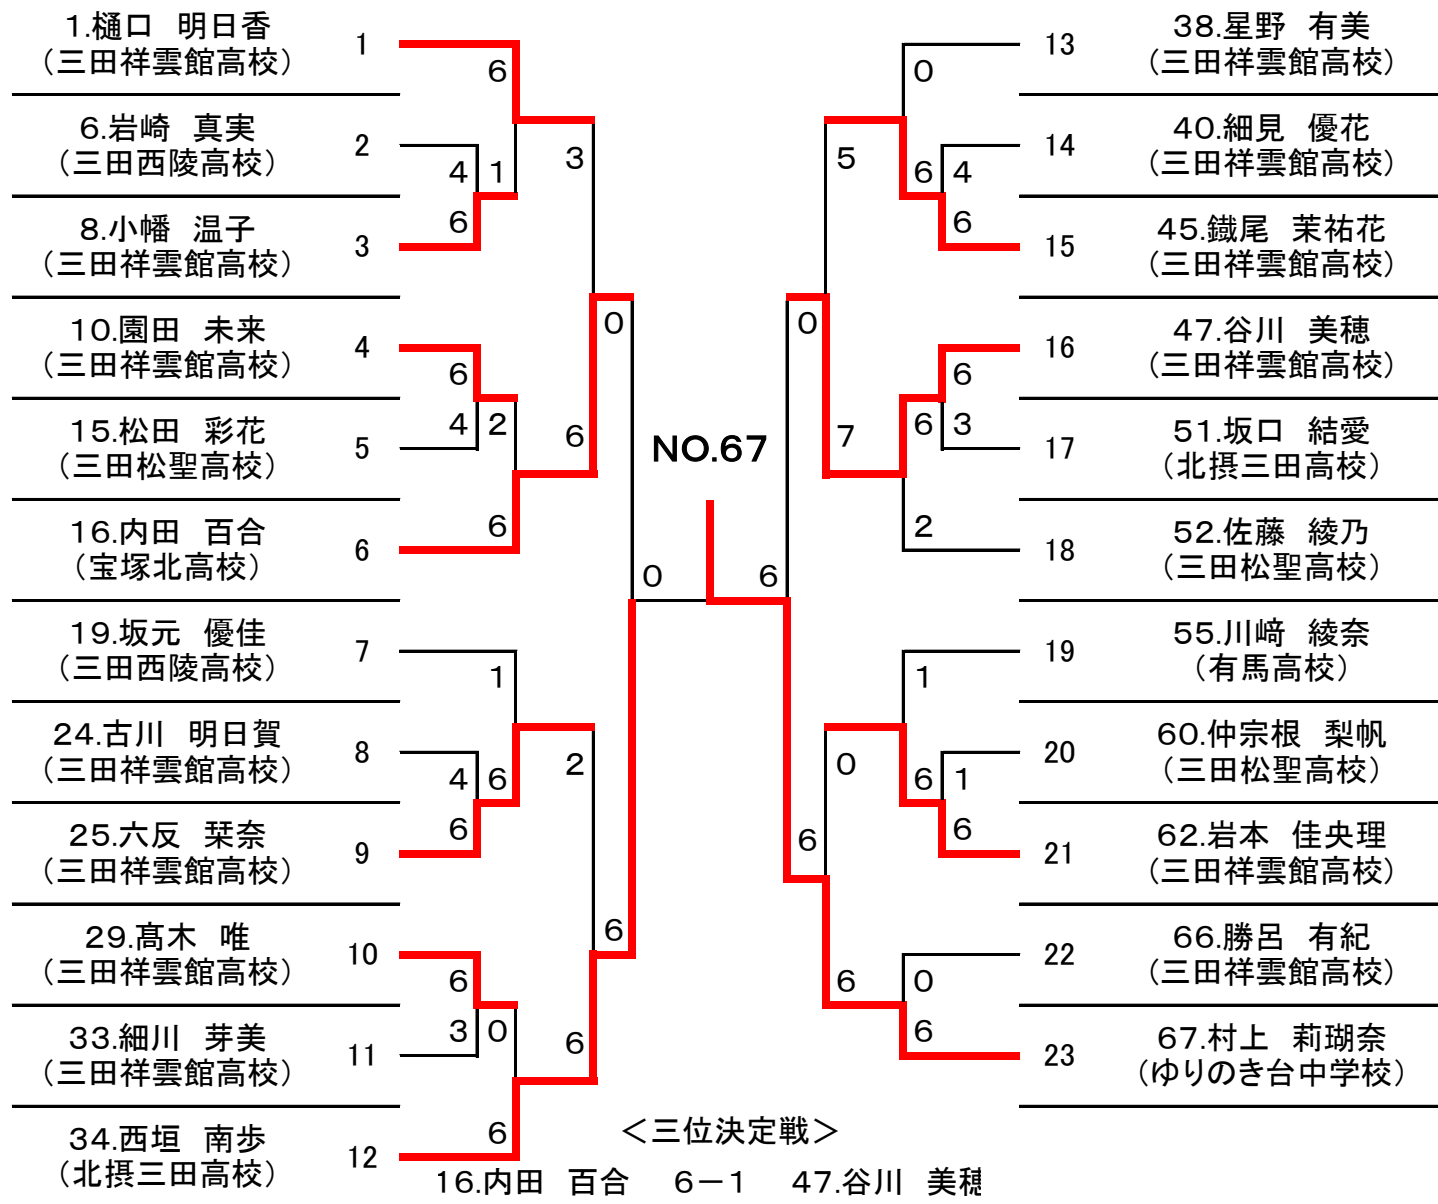 1.樋口　明日香
（三田祥雲館高校）
1
6
6.岩崎　真実
（三田西陵高校）
2
4
1
3
6
8.小幡　温子
（三田祥雲館高校）
3
0
10.園田　未来
（三田祥雲館高校）
4
6
4
2
6
15.松田　彩花
（三田松聖高校）
5
6
16.内田　百合
（宝塚北高校）
6
0
19.坂元　優佳
（三田西陵高校）
7
1
24.古川　明日賀
（三田祥雲館高校）
8
4
6
2
6
25.六反　栞奈
（三田祥雲館高校）
9
6
29.髙木　唯
（三田祥雲館高校）
10
6
3
0
6
33.細川　芽美
（三田祥雲館高校）
11
6
34.西垣　南歩
（北摂三田高校）
12
NO.67
38.星野　有美
（三田祥雲館高校）
13
0
40.細見　優花
（三田祥雲館高校）
14
5
6
4
6
45.鐵尾　茉祐花
（三田祥雲館高校）
15
0
47.谷川　美穂
（三田祥雲館高校）
16
6
7
6
3
51.坂口　結愛
（北摂三田高校）
17
2
52.佐藤　綾乃
（三田松聖高校）
18
6
55.川﨑　綾奈
（有馬高校）
19
1
60.仲宗根　梨帆
（三田松聖高校）
20
0
6
1
6
6
62.岩本　佳央理
（三田祥雲館高校）
21
66.勝呂　有紀
（三田祥雲館高校）
22
6
0
6
67.村上　莉瑚奈
（ゆりのき台中学校）
23
＜三位決定戦＞
16.内田　百合　6－1　47.谷川　美穂